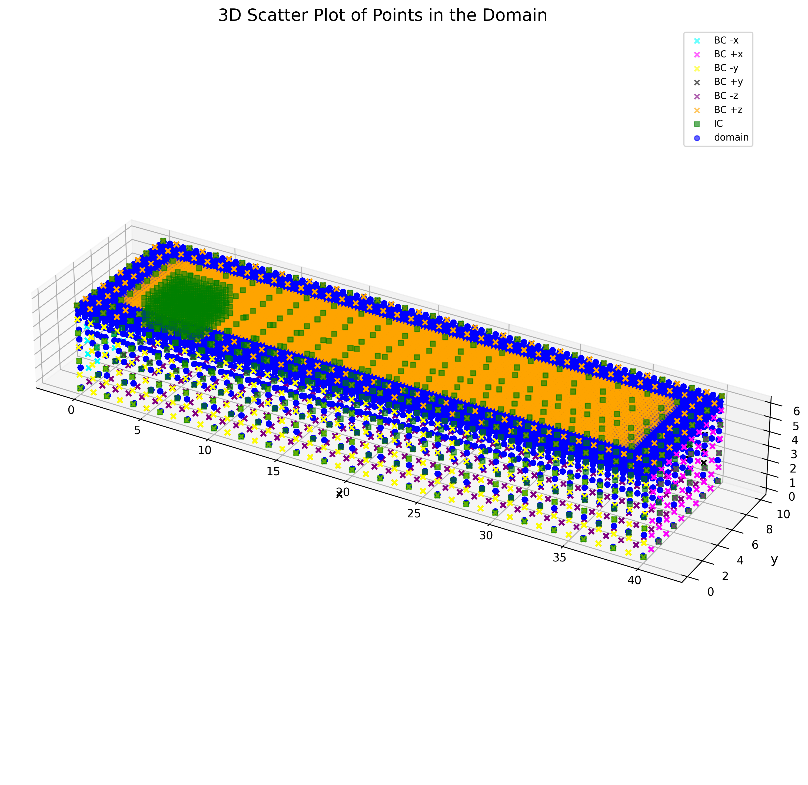 3D Scatter Plot of Points in the Domain
BC -x
BC +x
BC -y
BC +y
BC -z
BC +z
IC
domain
0
5
10
15
20
25
30
35
40
x
0
2
4
6
8
10
y
0
1
2
3
4
5
6